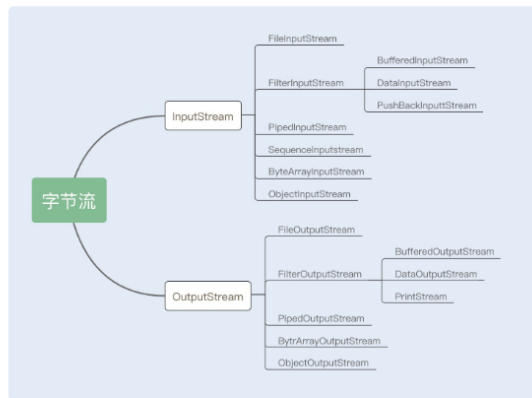 字节流
InputStream
FileInputStream
FilterInputStream
BufferedInputStream
DataInputStream
PushBackInputtStream
PipedInputStream
SequenceInputstream
ByteArrayInputStream
ObjectInputStream
OutputStream
FileOutputStream
FilterOutputStream
BufferedOutputStream
DataOutputStream
PrintStream
PipedOutputStream
BytrArrayOutputStream
ObjectOutputStream